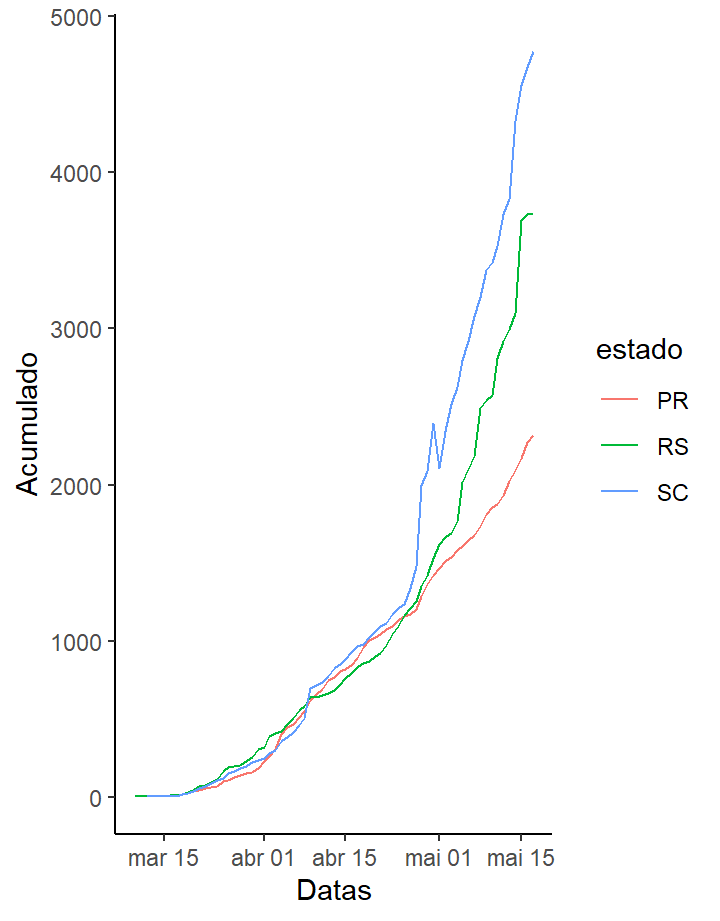 5000
4000
3000
2000
1000
0
Acumulado
mar 15
abr 01
abr 15
mai 01
mai 15
Datas
estado
PR
RS
SC